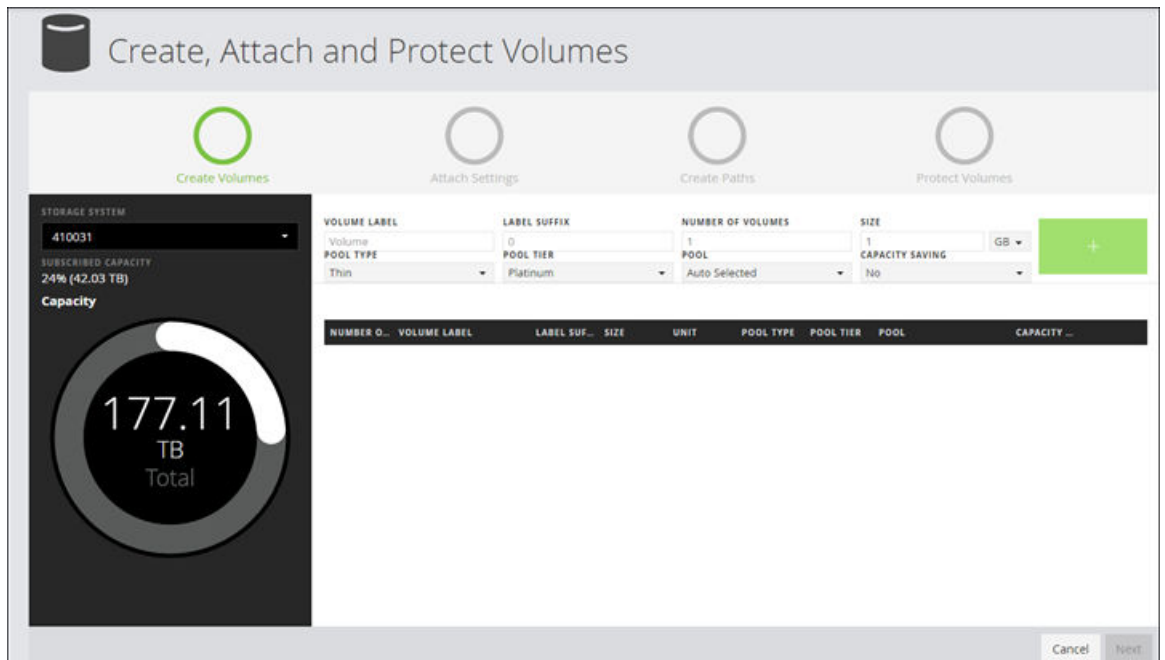 Create, Attach and Protect Volumes
Create Volumes
Attach Settings
Create Paths
Protect Volumes
STORAGE SYSTEM
410031
SUBSCRIBED CAPACITY
24% (42.03 TB)
Capacity
177.11
TB
Total
VOLUME LABEL LABEL SUFFIX NUMBER OF VOLUMES SIZE
Volume 0 1 1 GB
POOL TYPE POOL TIER POOL CAPACITY SAVING
Thin Platinum Auto Selected No
+
NUMBER O... VOLUME LABEL LABEL SUF... SIZE UNIT POOL TYPE POOL TIER POOL CAPACITY ...
Cancel Next